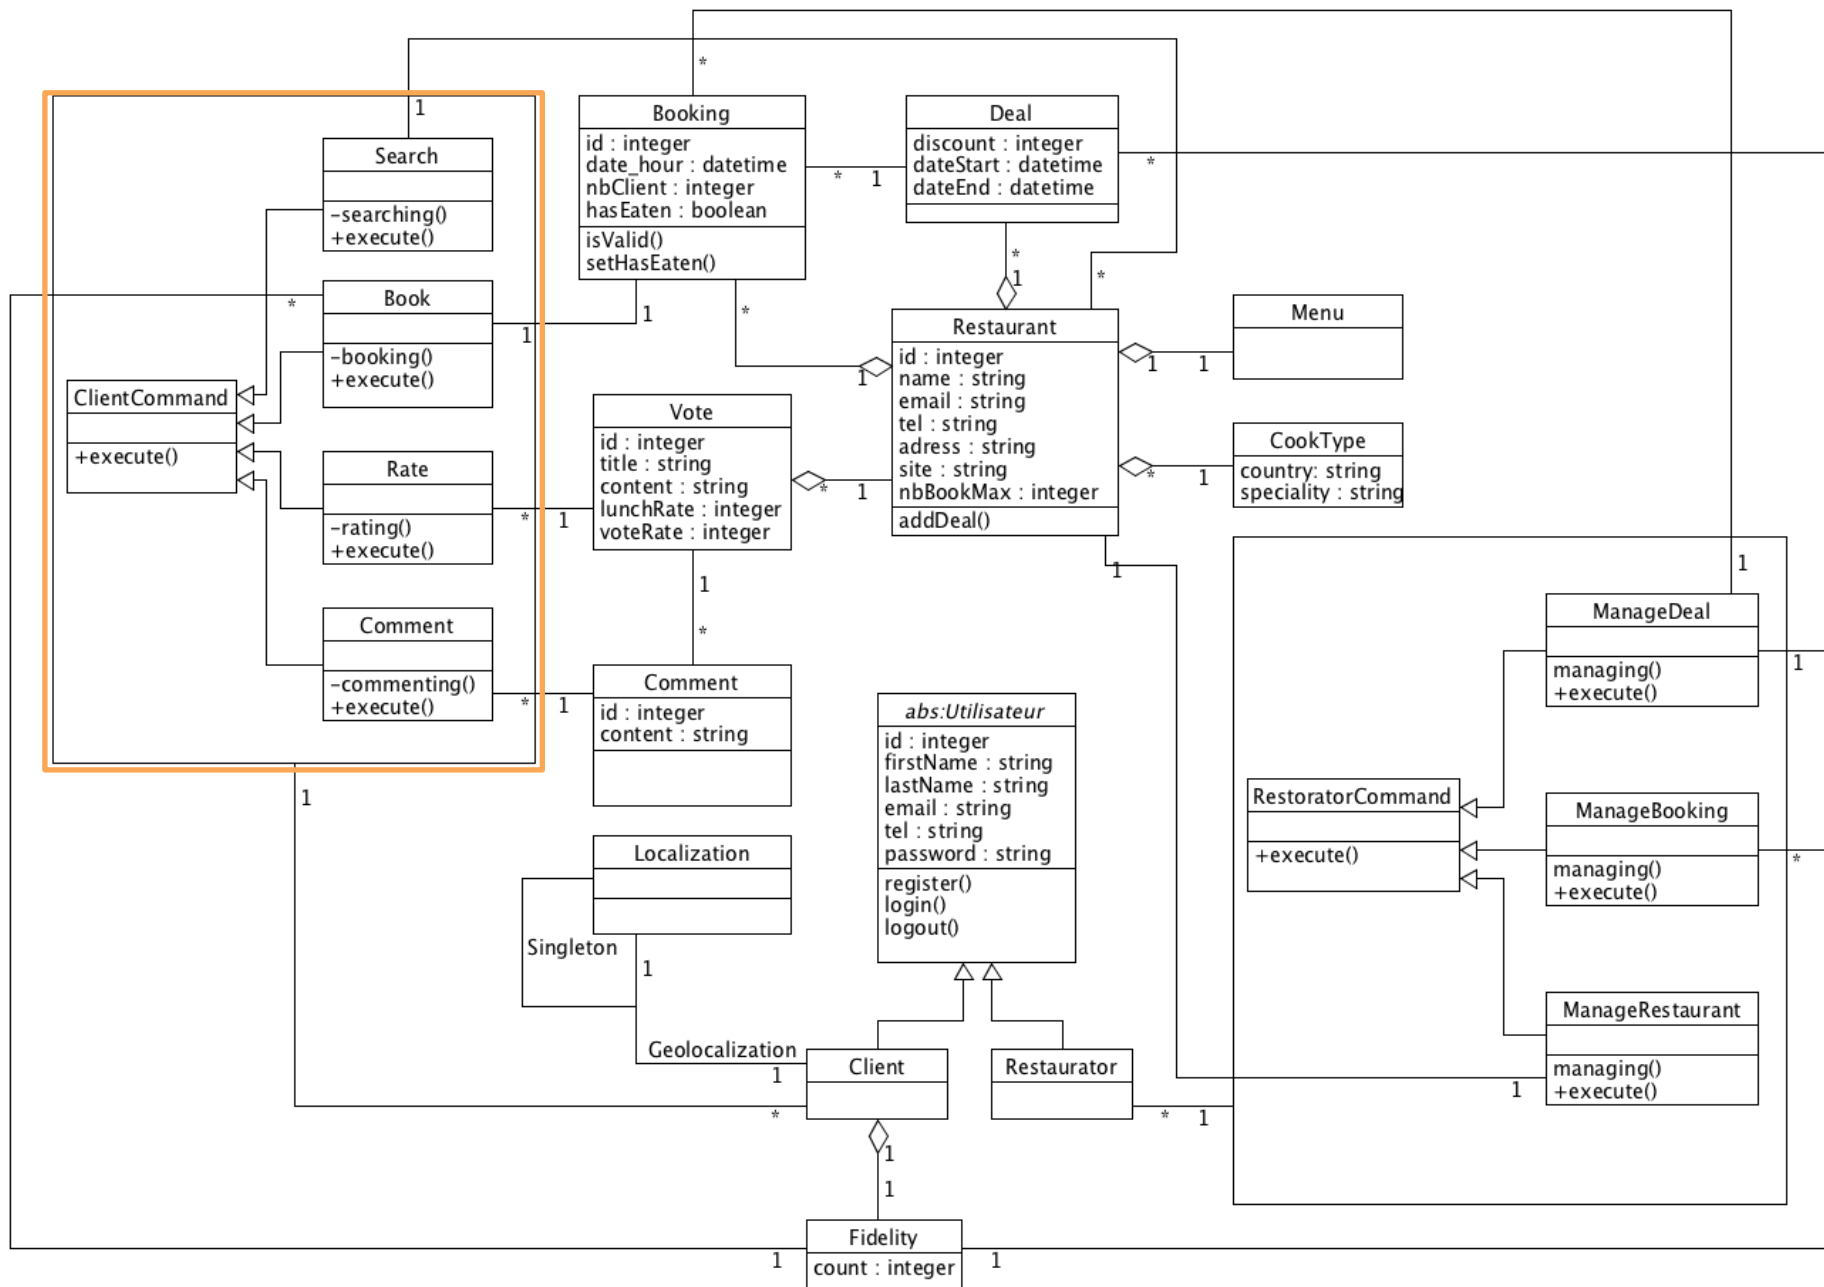 *
1
Search
-searching()
+execute()
Book
*
-booking()
+execute()
1
ClientCommand
+execute()
Rate
-rating()
+execute()
*
1
Comment
-commenting()
+execute()
*
1
1
Booking
id : integer
date_hour : datetime
nbClient : integer
hasEaten : boolean
isValid()
setHasEaten()
*
1
1
*
Deal
discount : integer
dateStart : datetime
dateEnd : datetime
*
*
1
*
Restaurant
id : integer
name : string
email : string
tel : string
adress : string
site : string
nbBookMax : integer
addDeal()
1
1
1
Menu
*
1
CookType
country: string
speciality : string
Vote
id : integer
title : string
content : string
lunchRate : integer
voteRate : integer
*
1
1
*
Comment
id : integer
content : string
1
abs:Utilisateur
id : integer
firstName : string
lastName : string
email : string
tel : string
password : string
register()
login()
logout()
Localization
Singleton
1
Geolocalization
1
*
Client
Restaurator
*
1
1
1
1
Fidelity
count : integer
1
1
ManageDeal
managing()
+execute()
1
RestoratorCommand
+execute()
ManageBooking
managing()
+execute()
*
ManageRestaurant
managing()
+execute()
1